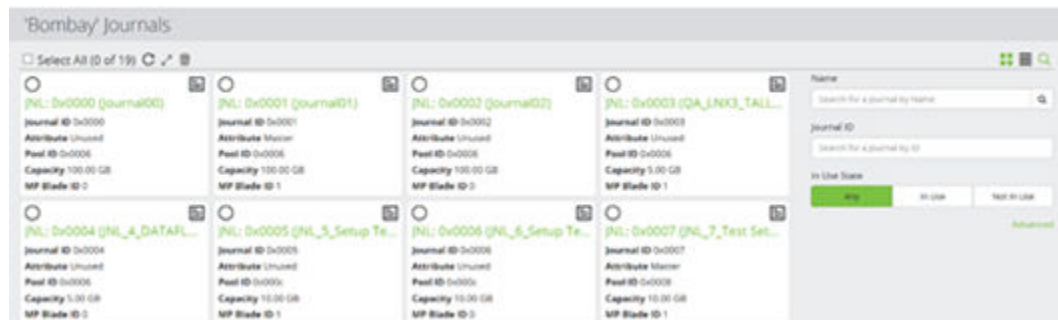 'Bombay' Journals
Select All (0 of 19)
JNL: 0x0000 (Journal00)
Journal ID 0x0000
Attribute Unused
Pool ID 0x0006
Capacity 100.00 GB
MP Blade ID 0
JNL: 0x0001 (Journal01)
Journal ID 0x0001
Attribute Master
Pool ID 0x0006
Capacity 100.00 GB
MP Blade ID 1
JNL: 0x0002 (Journal02)
Journal ID 0x0002
Attribute Unused
Pool ID 0x0006
Capacity 100.00 GB
MP Blade ID 0
JNL: 0x0003 (QA_LNX3_TALL...
Journal ID 0x0003
Attribute Unused
Pool ID 0x0006
Capacity 5.00 GB
MP Blade ID 1
JNL: 0x0004 (JNL_4_DATAFL...
Journal ID 0x0004
Attribute Unused
Pool ID 0x0006
Capacity 5.00 GB
MP Blade ID 0
JNL: 0x0005 (JNL_5_Setup Te...
Journal ID 0x0005
Attribute Unused
Pool ID 0x000c
Capacity 10.00 GB
MP Blade ID 1
JNL: 0x0006 (JNL_6_Setup Te...
Journal ID 0x0006
Attribute Unused
Pool ID 0x000c
Capacity 10.00 GB
MP Blade ID 0
JNL: 0x0007 (JNL_7_Test Set...
Journal ID 0x0007
Attribute Master
Pool ID 0x0008
Capacity 10.00 GB
MP Blade ID 1
Name
Search for a journal by Name
Journal ID
Search for a journal by ID
In Use State
Any
In Use
Not In Use
Advanced